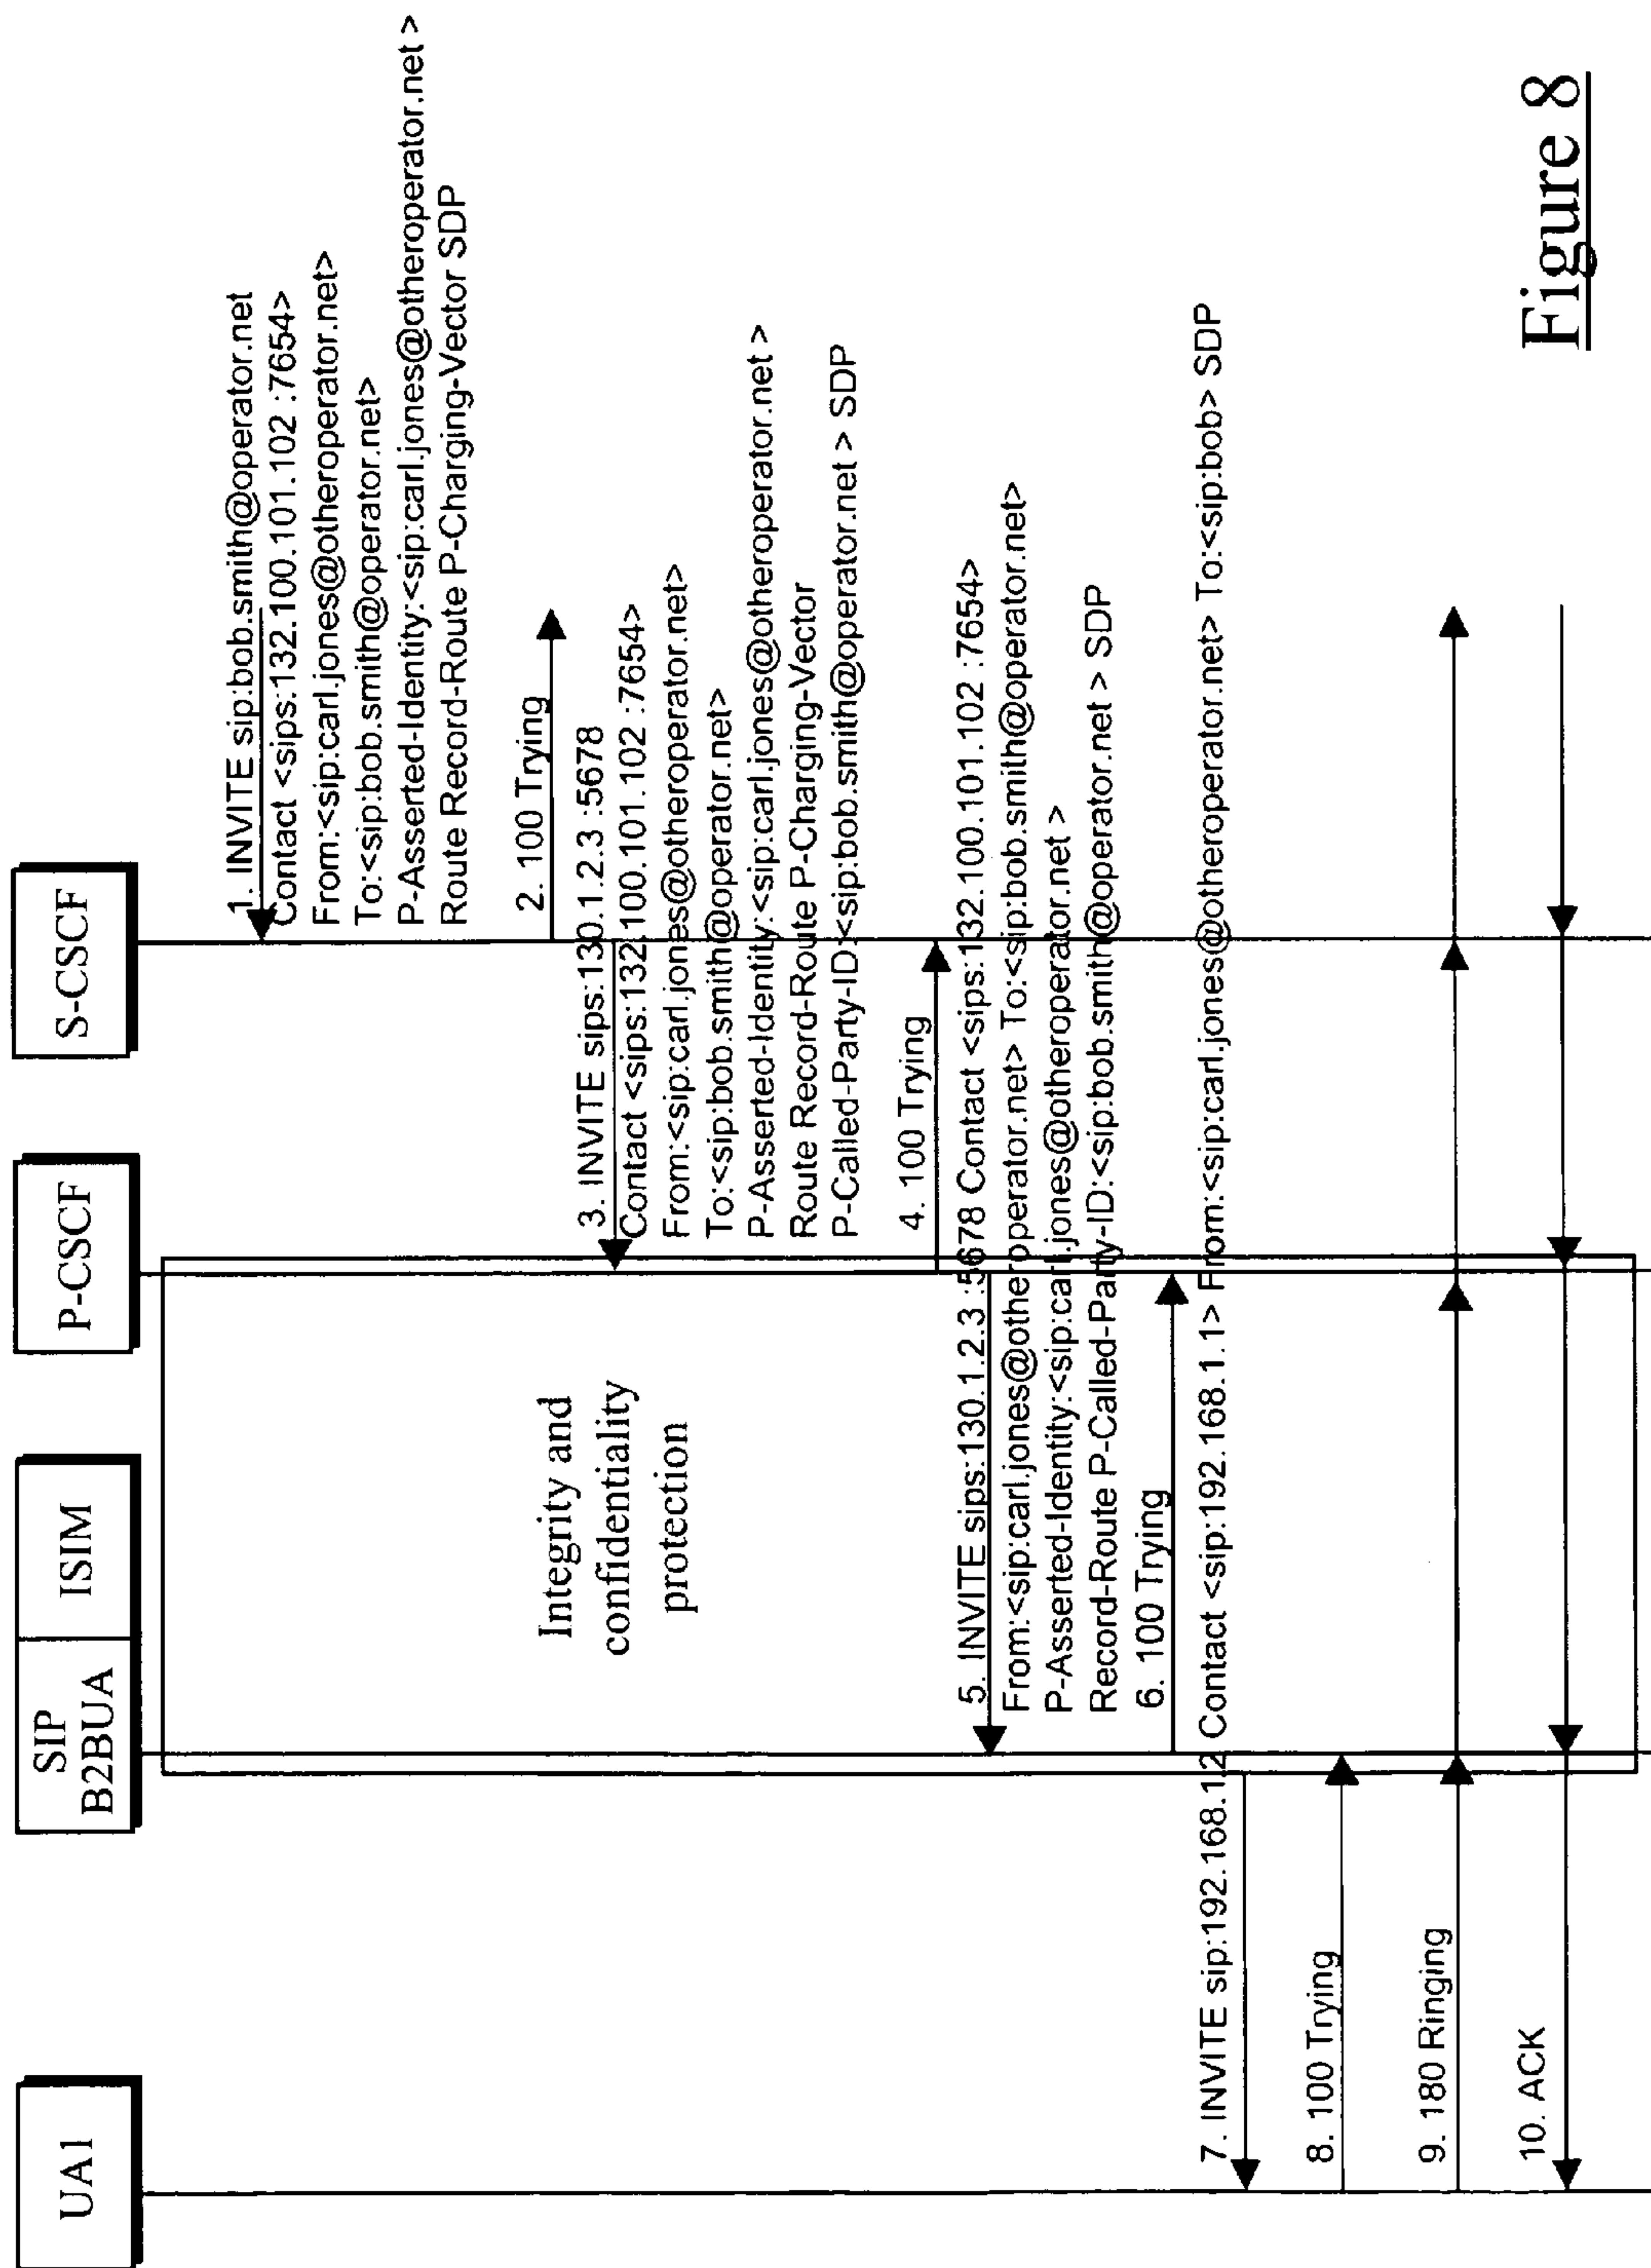 UA1
SIP
B2BUA
ISIM
P-CSCF
S-CSCF
1. INVITE sip:bob.smith@operator.net
Contact <sips:132.100.101.102 :7654>
From:<sip:carl.jones@otheroperator.net>
To:<sip:bob.smith@operator.net>
P-Asserted-Identity:<sip:carl.jones@otheroperator.net >
Route Record-Route P-Charging-Vector SDP
2. 100 Trying
3. INVITE sips:130.1.2.3 :5678
Contact <sips:132.100.101.102 :7654>
From:<sip:carl.jones@otheroperator.net>
To:<sip:bob.smith@operator.net>
P-Asserted-Identity:<sip:carl.jones@otheroperator.net >
Route Record-Route P-Charging-Vector
P-Called-Party-ID:<sip:bob.smith@operator.net > SDP
Integrity and
confidentiality
protection
4. 100 Trying
5. INVITE sips:130.1.2.3 :5678 Contact <sips:132.100.101.102 :7654>
From:<sip:carl.jones@otheroperator.net> To:<sip:bob.smith@operator.net>
P-Asserted-Identity:<sip:carl.jones@otheroperator.net >
Record-Route P-Called-Party-ID:<sip:bob.smith@operator.net > SDP
6. 100 Trying
7. INVITE sip:192.168.12 Contact <sip:192.168.1.1> From:<sip:carl.jones@otheroperator.net> To:<sip:bob> SDP
8. 100 Trying
9. 180 Ringing
10. ACK
Figure 8